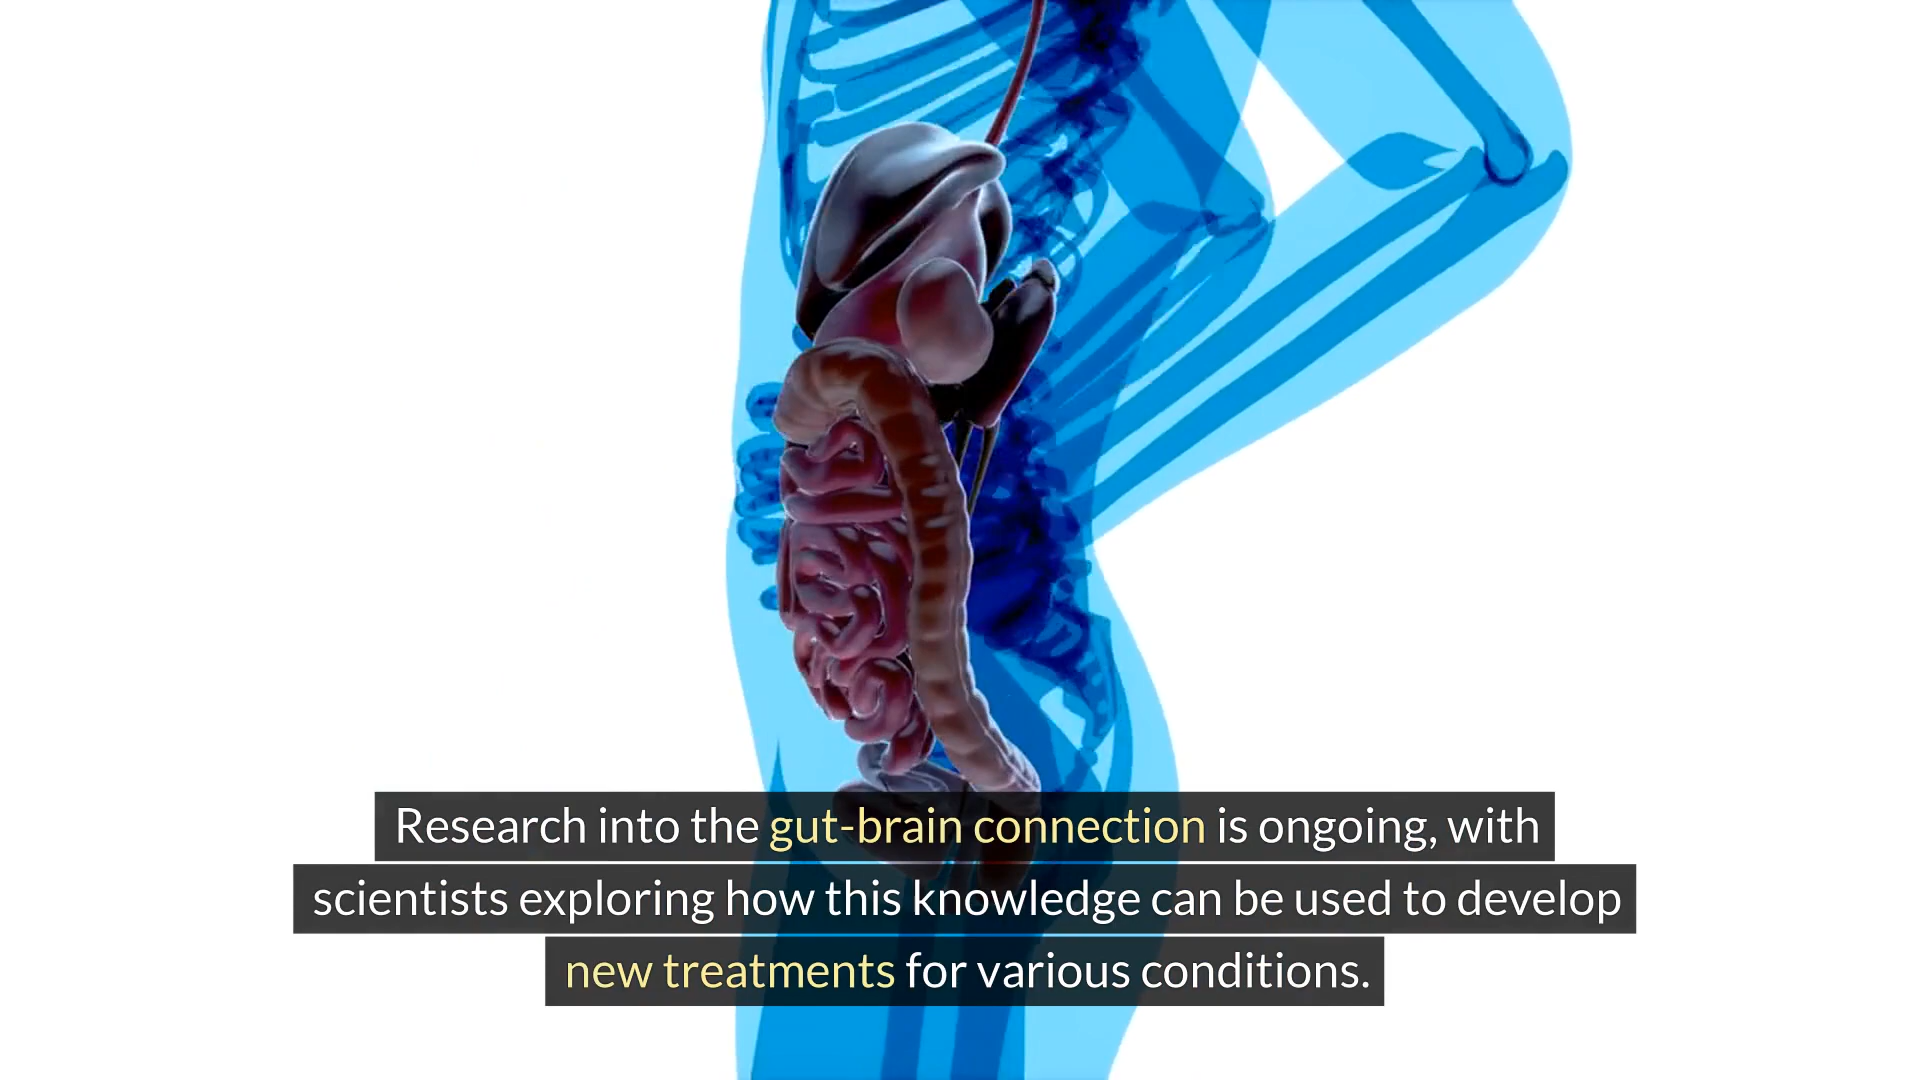 Research into the gut-brain connection is ongoing, with
scientists exploring how this knowledge can be used to develop
new treatments for various conditions.